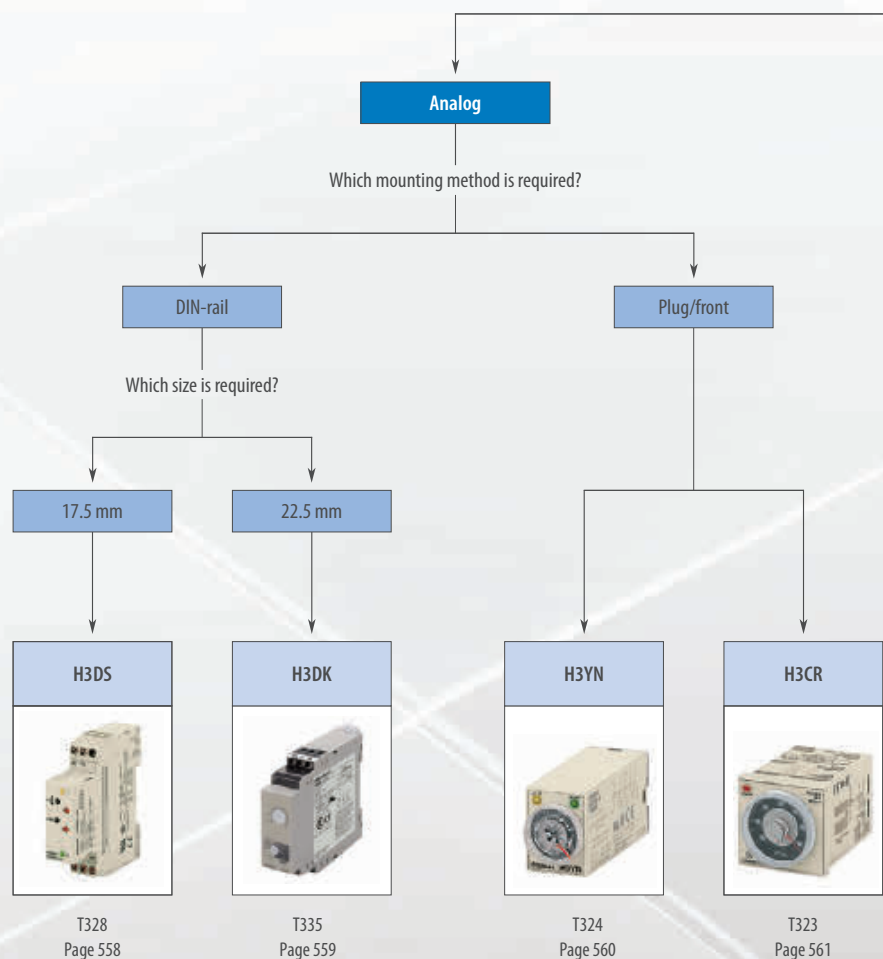 Analog
Which mounting method is required?
DIN-rail
Plug/front
Which size is required?
17.5 mm
22.5 mm
H3DS
H3DK
H3YN
H3CR
T328
Page 558
T335
Page 559
T324
Page 560
T323
Page 561